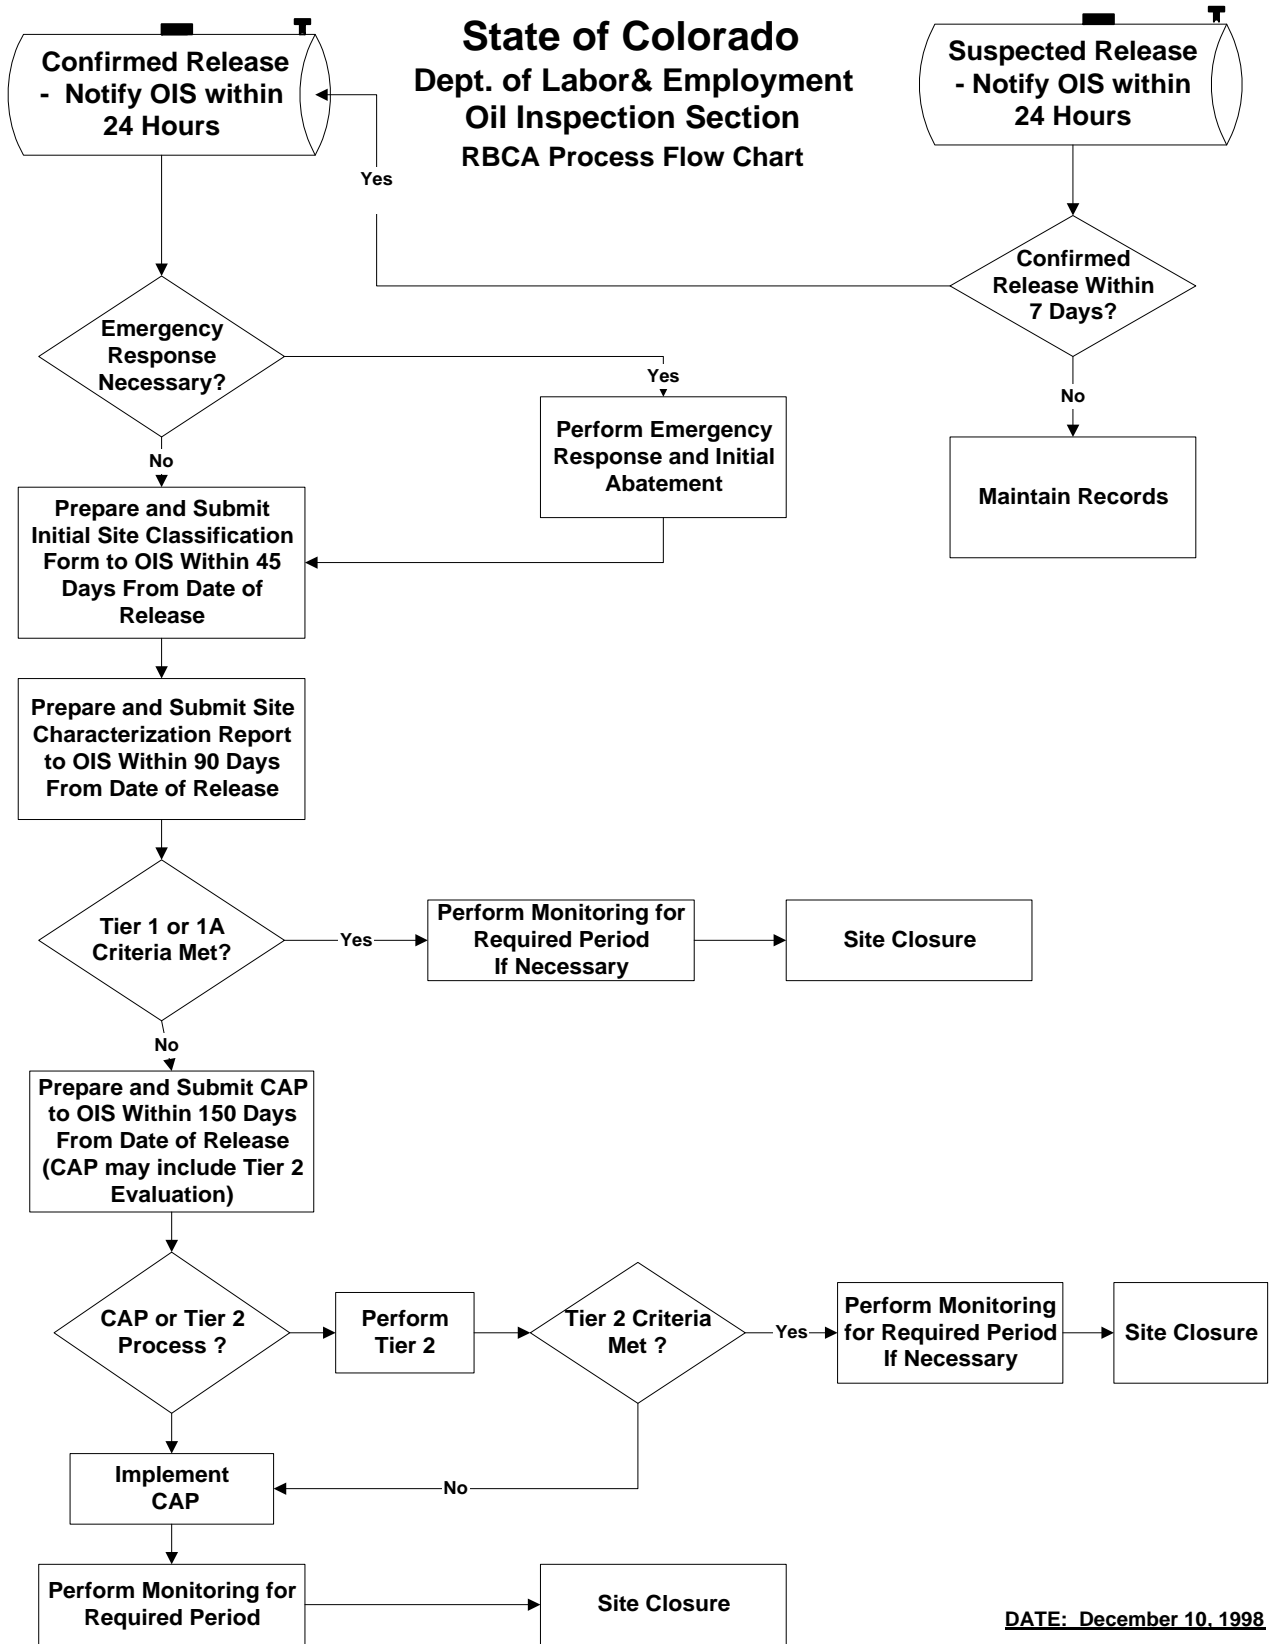 State of Colorado
Dept. of Labor& Employment
Oil Inspection Section
RBCA Process Flow Chart
Confirmed Release
- Notify OIS within
24 Hours
Suspected Release
- Notify OIS within
24 Hours
Yes
Confirmed
Release Within
7 Days?
No
Maintain Records
Emergency
Response
Necessary?
Yes
Perform Emergency
Response and Initial
Abatement
No
Prepare and Submit
Initial Site Classification
Form to OIS Within 45
Days From Date of
Release
Prepare and Submit Site
Characterization Report
to OIS Within 90 Days
From Date of Release
Tier 1 or 1A
Criteria Met?
Yes
Perform Monitoring for
Required Period
If Necessary
Site Closure
No
Prepare and Submit CAP
to OIS Within 150 Days
From Date of Release
(CAP may include Tier 2
Evaluation)
CAP or Tier 2
Process ?
Perform
Tier 2
Tier 2 Criteria
Met ?
Yes
Perform Monitoring
for Required Period
If Necessary
Site Closure
No
Implement
CAP
Perform Monitoring for
Required Period
Site Closure
DATE: December 10, 1998